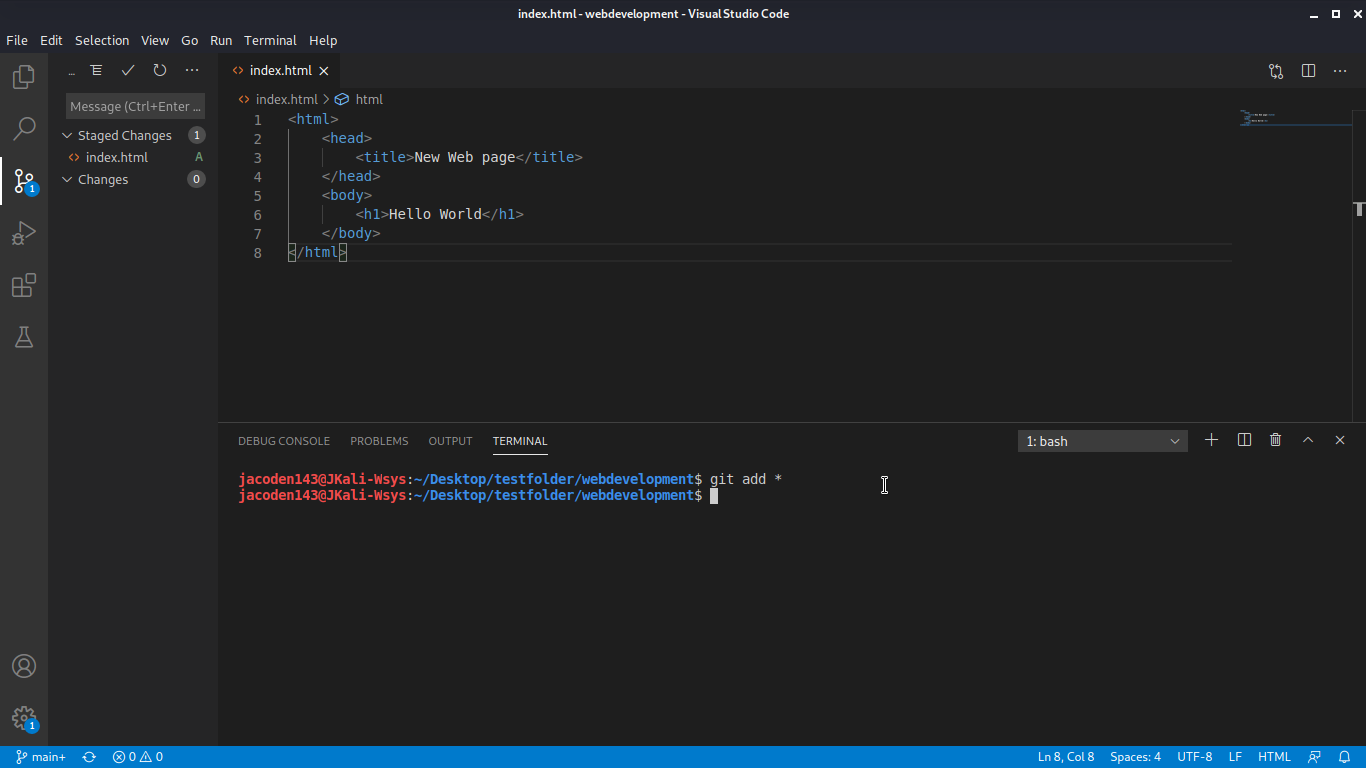 index.html - webdevelopment - Visual Studio Code
File Edit Selection View Go Run Terminal Help
...
index.html
Message (Ctrl+Enter ...
index.html > html
Staged Changes 1
index.html A
Changes 0
1 <html>
2 <head>
3 <title>New Web page</title>
4 </head>
5 <body>
6 <h1>Hello World</h1>
7 </body>
8 </html>
1
DEBUG CONSOLE PROBLEMS OUTPUT TERMINAL
1: bash
jacoden143@JKali-Wsys:~/Desktop/testfolder/webdevelopment$ git add *
jacoden143@JKali-Wsys:~/Desktop/testfolder/webdevelopment$
1
main+ 0 0 Ln 8, Col 8 Spaces: 4 UTF-8 LF HTML